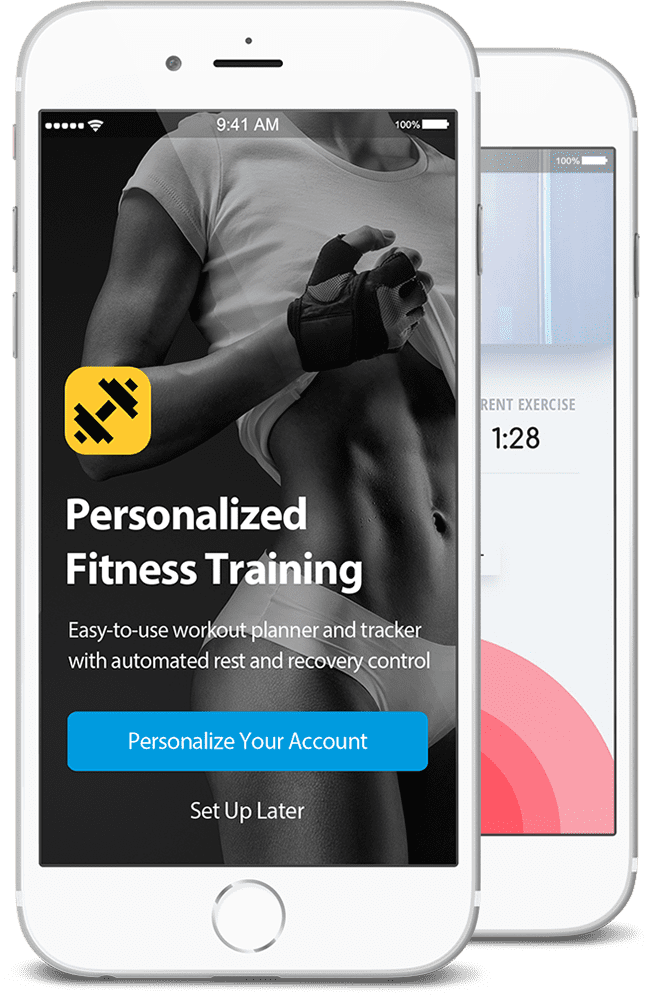 9:41 AM
100%
Personalized
Fitness Training
Easy-to-use workout planner and tracker
with automated rest and recovery control
Personalize Your Account
Set Up Later
100%
RENT EXERCISE
1:28